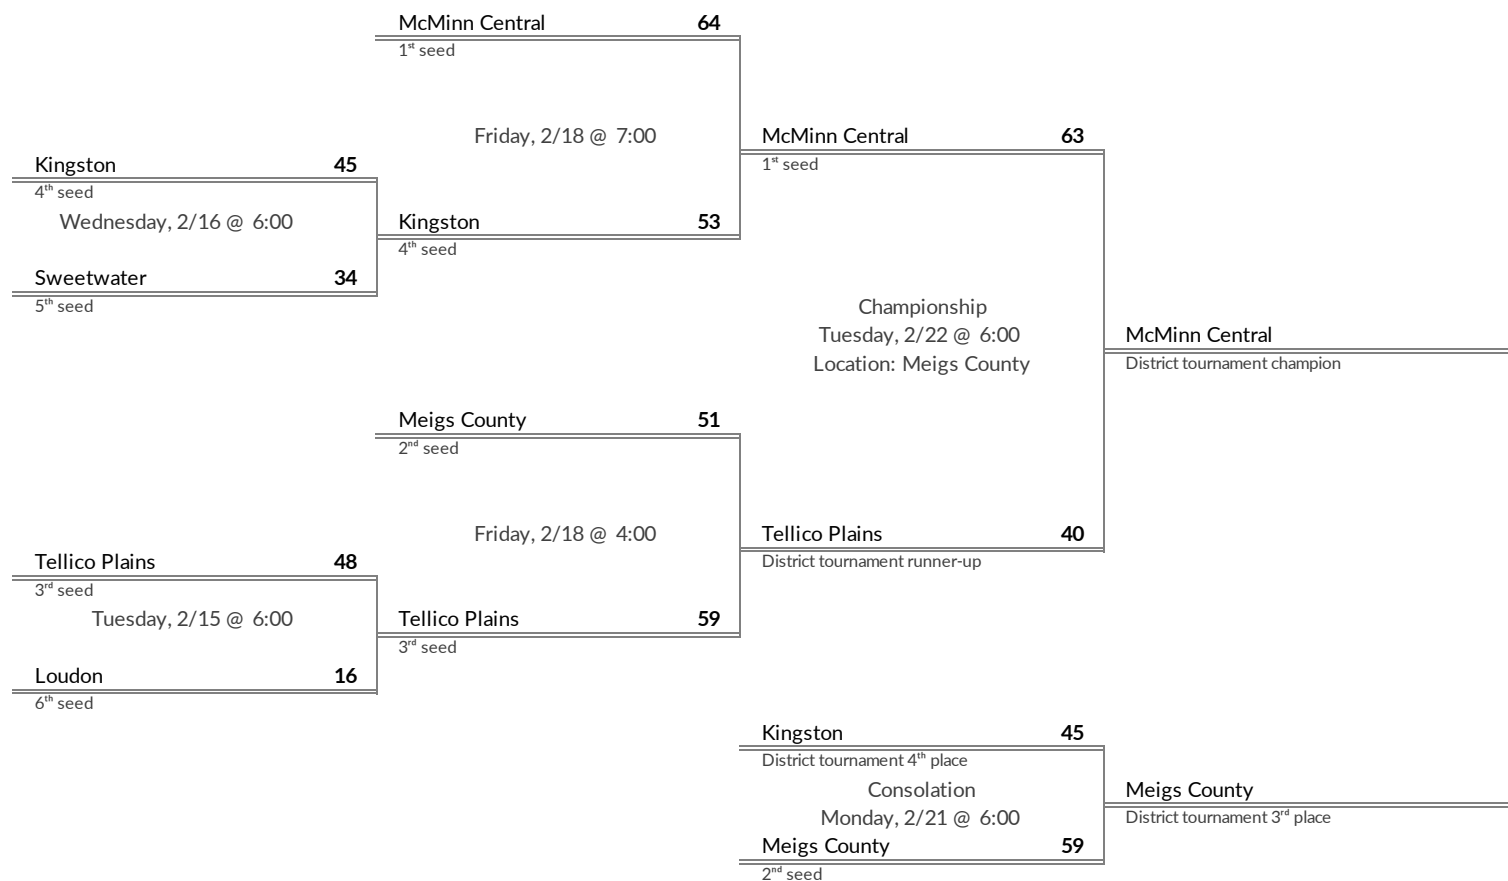 McMinn Central 64
1st seed
Friday, 2/18 @ 7:00
McMinn Central 63
1st seed
Kingston 45
4th seed
Wednesday, 2/16 @ 6:00
Kingston 53
4th seed
Sweetwater 34
5th seed
Championship
Tuesday, 2/22 @ 6:00
Location: Meigs County
McMinn Central
District tournament champion
Meigs County 51
2nd seed
Friday, 2/18 @ 4:00
Tellico Plains 40
District tournament runner-up
Tellico Plains 48
3rd seed
Tuesday, 2/15 @ 6:00
Tellico Plains 59
3rd seed
Loudon 16
6th seed
Kingston 45
District tournament 4th place
Consolation
Monday, 2/21 @ 6:00
Meigs County
District tournament 3rd place
Meigs County 59
2nd seed